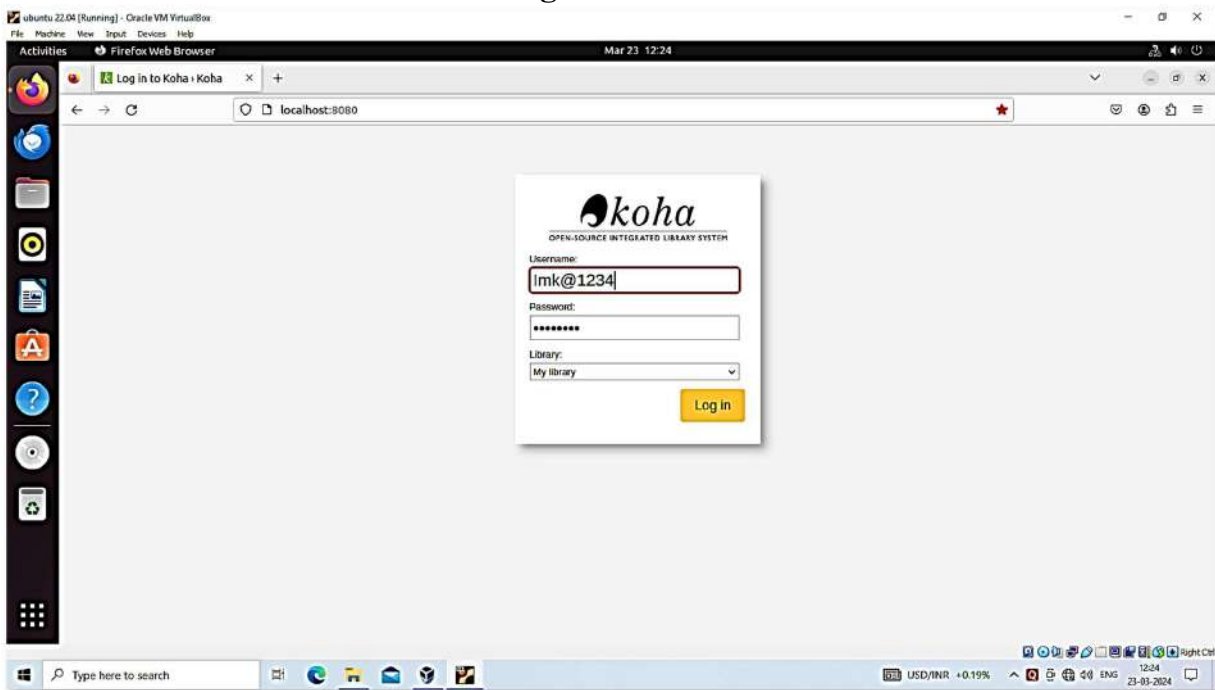 ubuntu 22.04 [Running] - Oracle VM VirtualBox
File Machine View Input Devices Help
Activities Firefox Web Browser Mar 23 12:24
Log in to Koha › Koha
localhost:8080
koha
OPEN-SOURCE INTEGRATED LIBRARY SYSTEM
Username:
lmk@1234
Password:
••••••••
Library:
My library
Log in
Right Ctrl
Type here to search USD/INR +0.19% ENG 12:24
23-03-2024